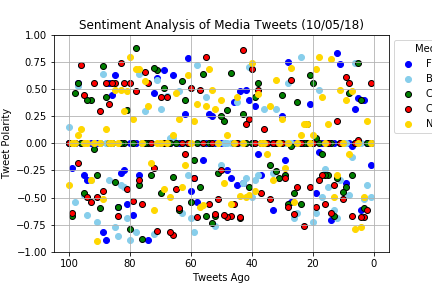 Sentiment Analysis of Media Tweets (10/05/18)
Tweet Polarity
1.00
0.75
0.50
0.25
0.00
−0.25
−0.50
−0.75
−1.00
100
80
60
40
20
0
Tweets Ago
Med
F
B
C
C
N